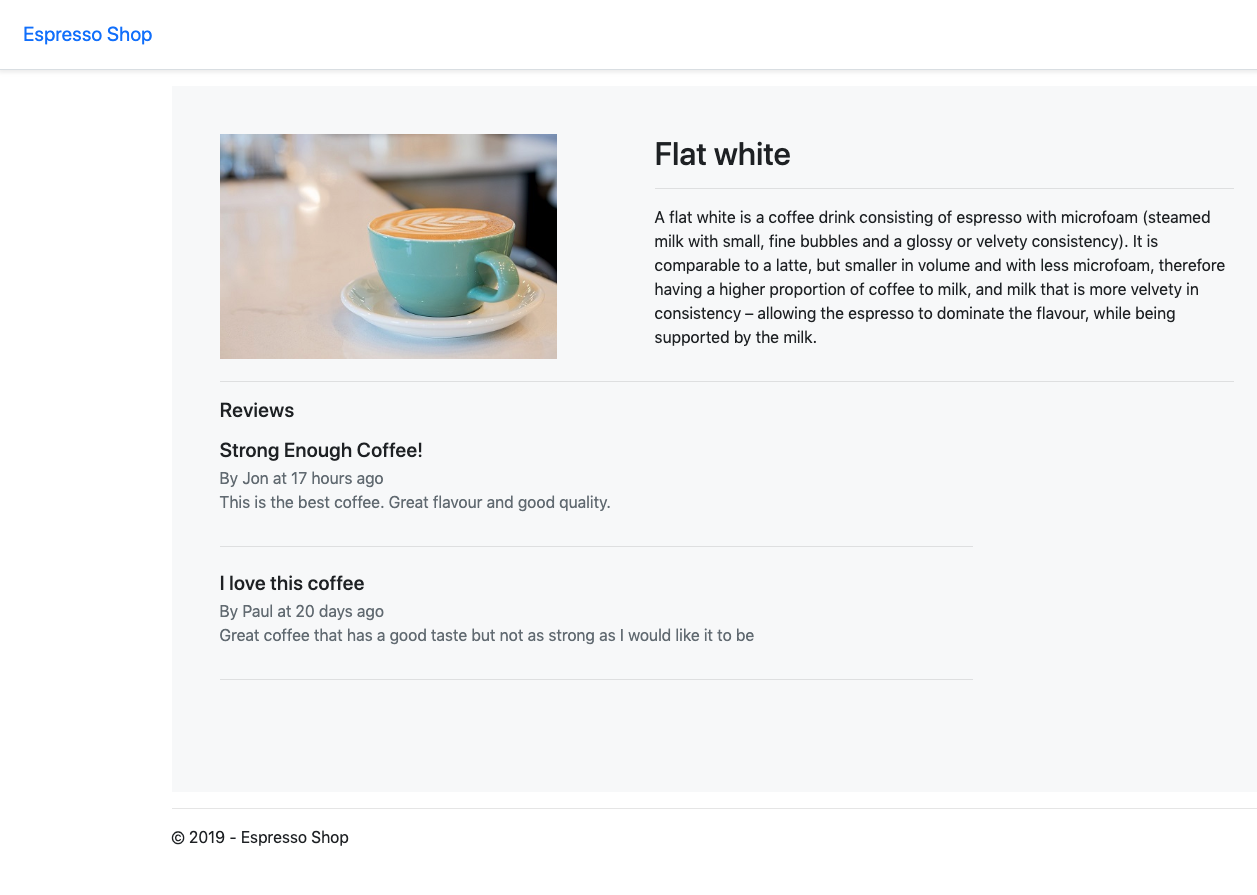 Espresso Shop
Flat white
A flat white is a coffee drink consisting of espresso with microfoam (steamed
milk with small, fine bubbles and a glossy or velvety consistency). It is
comparable to a latte, but smaller in volume and with less microfoam, therefore
having a higher proportion of coffee to milk, and milk that is more velvety in
consistency – allowing the espresso to dominate the flavour, while being
supported by the milk.
Reviews
Strong Enough Coffee!
By Jon at 17 hours ago
This is the best coffee. Great flavour and good quality.
I love this coffee
By Paul at 20 days ago
Great coffee that has a good taste but not as strong as I would like it to be
© 2019 - Espresso Shop